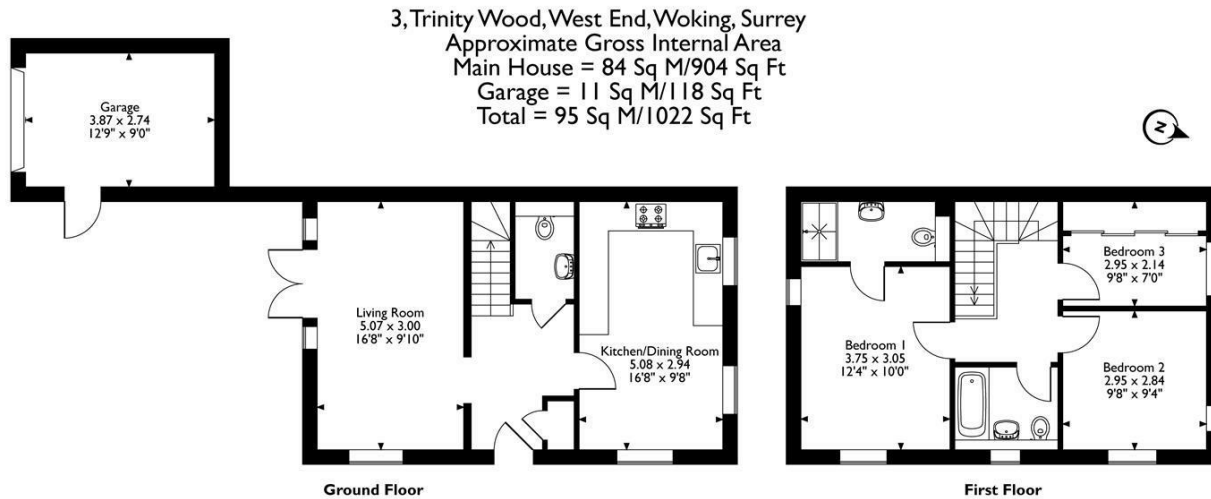 3, Trinity Wood, West End, Woking, Surrey
Approximate Gross Internal Area
Main House = 84 Sq M/904 Sq Ft
Garage = 11 Sq M/118 Sq Ft
Total = 95 Sq M/1022 Sq Ft
N
Garage
3.87 x 2.74
12'9" x 9'0"
Living Room
5.07 x 3.00
16'8" x 9'10"
Kitchen/Dining Room
5.08 x 2.94
16'8" x 9'8"
Ground Floor
Bedroom 1
3.75 x 3.05
12'4" x 10'0"
Bedroom 3
2.95 x 2.14
9'8" x 7'0"
Bedroom 2
2.95 x 2.84
9'8" x 9'4"
First Floor